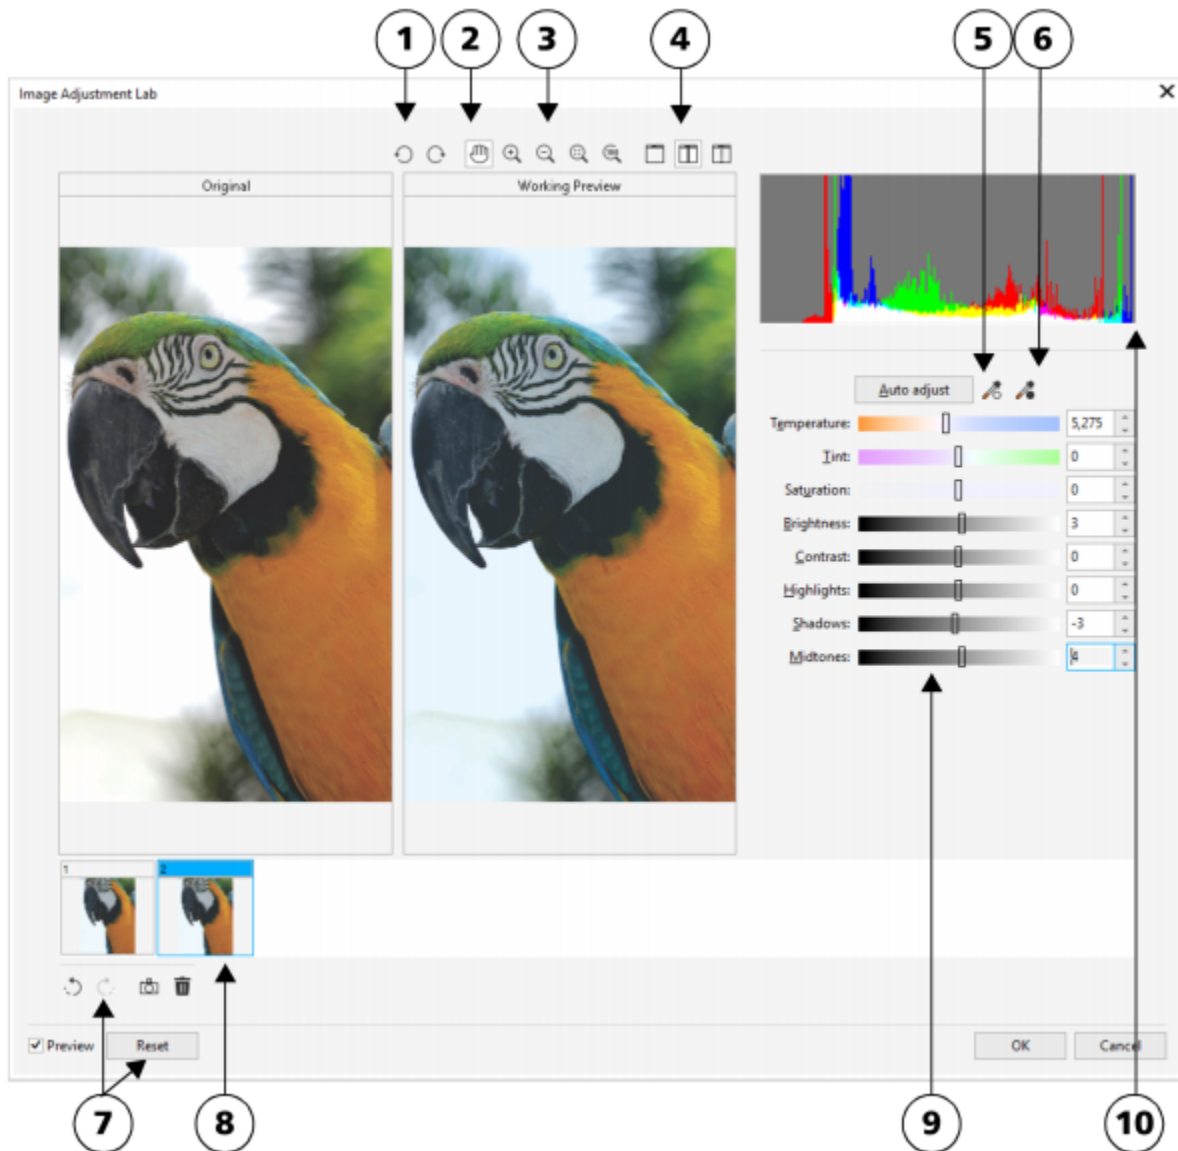 1 2 3 4 5 6
Image Adjustment Lab
Original
Working Preview
Auto adjust
Temperature: 5,275
Tint: 0
Saturation: 0
Brightness: 3
Contrast: 0
Highlights: 0
Shadows: -3
Midtones: 4
1 2
Preview
Reset
OK
Cancel
7 8 9 10